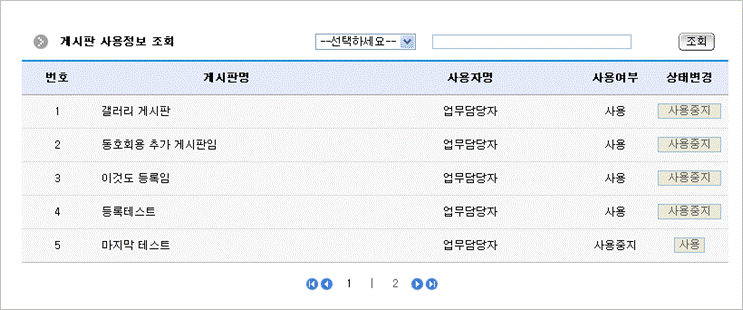 게시판 사용정보 조회 --선택하세요-- 조회
번호 게시판명 사용자명 사용여부 상태변경
1 갤러리 게시판 업무담당자 사용 사용중지
2 동호회용 추가 게시판임 업무담당자 사용 사용중지
3 이것도 등록임 업무담당자 사용 사용중지
4 등록테스트 업무담당자 사용 사용중지
5 마지막 테스트 업무담당자 사용중지 사용
1 | 2